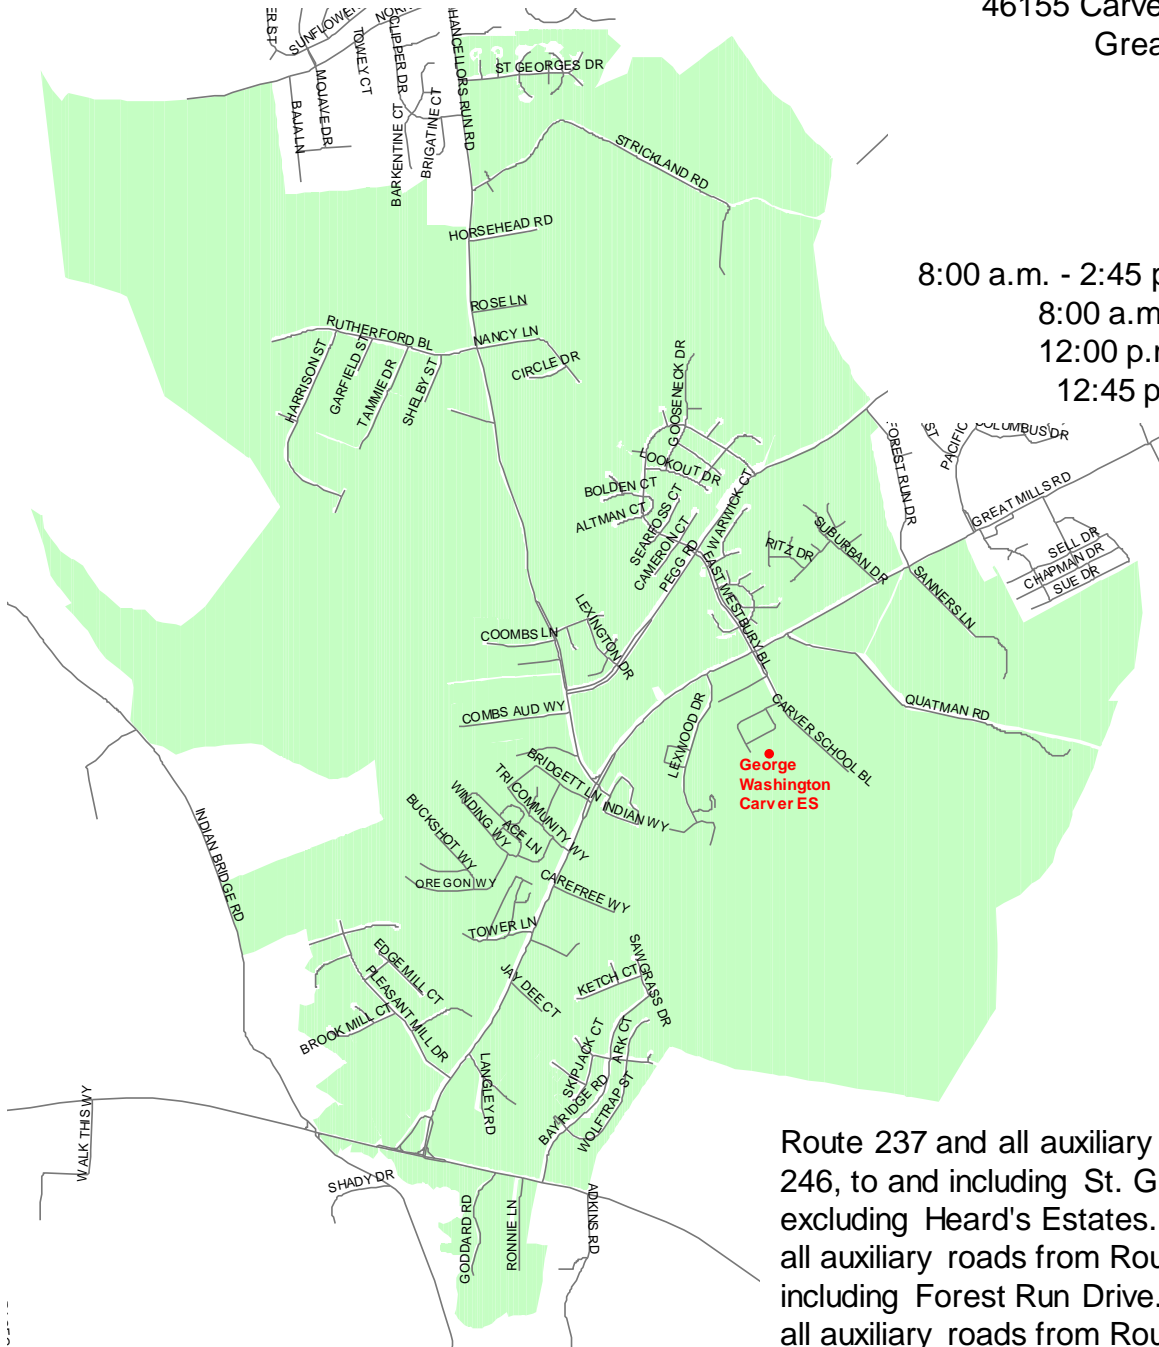 46155 Carve
Grea
8:00 a.m. - 2:45 p
8:00 a.m
12:00 p.
12:45 p
SUNFLOWER
TOWEY CT
CLIPPER DR
HANCELLORS RUN RD
ST GEORGES DR
BAJA LN
MOJAVE DR
BARKENTINE CT
BRIGATINE CT
STRICKLAND RD
HORSEHEAD RD
ROSE LN
RUTHERFORD BL
NANCY LN
CIRCLE DR
HARRISON ST
GARFIELD ST
TAMMIE DR
SHELBY ST
GOOSENECK DR
LOOKOUT DR
BOLDEN CT
ALTMAN CT
SEARFOSS CT
CAMERON CT
PEGG RD
WARWICK CT
EAST WESTBURY BL
RITZ DR
SUBURBAN DR
FOREST RUN DR
ST
PACIFIC
COLUMBUS DR
GREAT MILLS RD
SELL DR
CHAPMAN DR
SUE DR
SANNERS LN
COOMBS LN
LEXINGTON DR
COMBS AUD WY
LEXWOOD DR
CARVER SCHOOL BL
QUATMAN RD
George
Washington
Carver ES
BRIDGETT LN
INDIAN WY
TRI COMMUNITY WY
WINDING WY
ACE LN
BUCKSHOT WY
OREGON WY
CAREFREE WY
TOWER LN
INDIAN BRIDGE RD
EDGE MILL CT
PLEASANT MILL DR
BROOK MILL CT
JAY DEE CT
KETCH CT
SAWGRASS DR
SKIPJACK CT
ARK CT
BAY RIDGE RD
WOLFTRAP ST
LANGLEY RD
WALK THIS WY
SHADY DR
GODDARD RD
RONNIE LN
ADKINS RD
Route 237 and all auxiliary
246, to and including St. G
excluding Heard's Estates.
all auxiliary roads from Rou
including Forest Run Drive.
all auxiliary roads from Rou